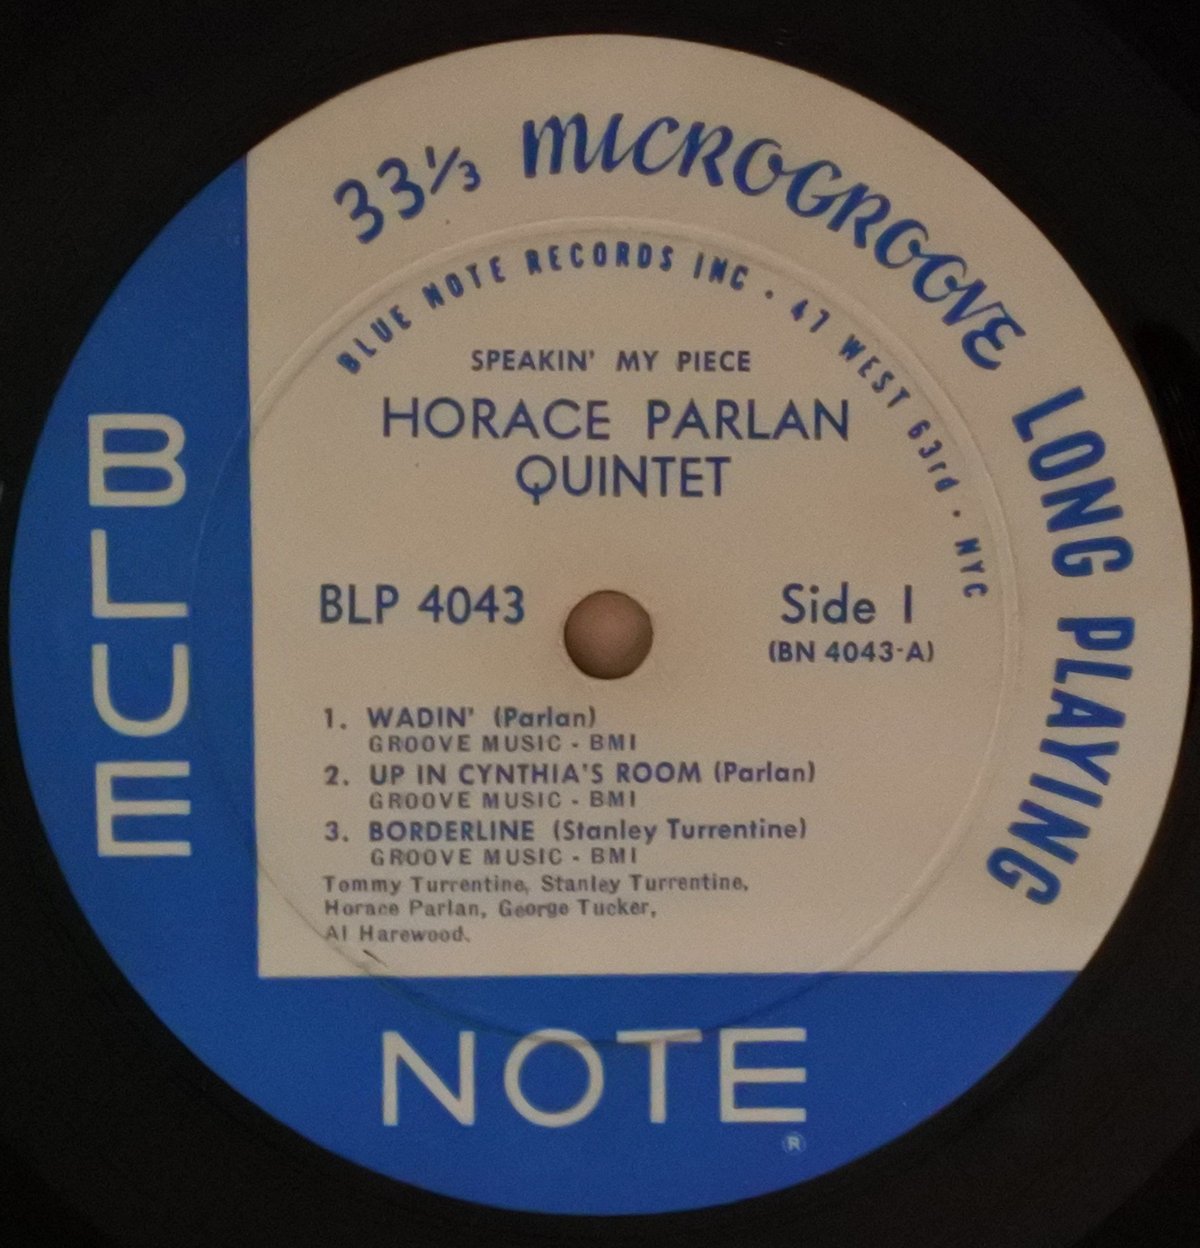 33⅓ MICROGROOVE LONG PLAYING
BLUE NOTE RECORDS INC · 47 WEST 63rd · NYC
SPEAKIN' MY PIECE
HORACE PARLAN
QUINTET
BLP 4043
Side 1
(BN 4043-A)
1. WADIN' (Parlan)
GROOVE MUSIC - BMI
2. UP IN CYNTHIA'S ROOM (Parlan)
GROOVE MUSIC - BMI
3. BORDERLINE (Stanley Turrentine)
GROOVE MUSIC - BMI
Tommy Turrentine, Stanley Turrentine,
Horace Parlan, George Tucker,
Al Harewood.
BLUE
NOTE
®